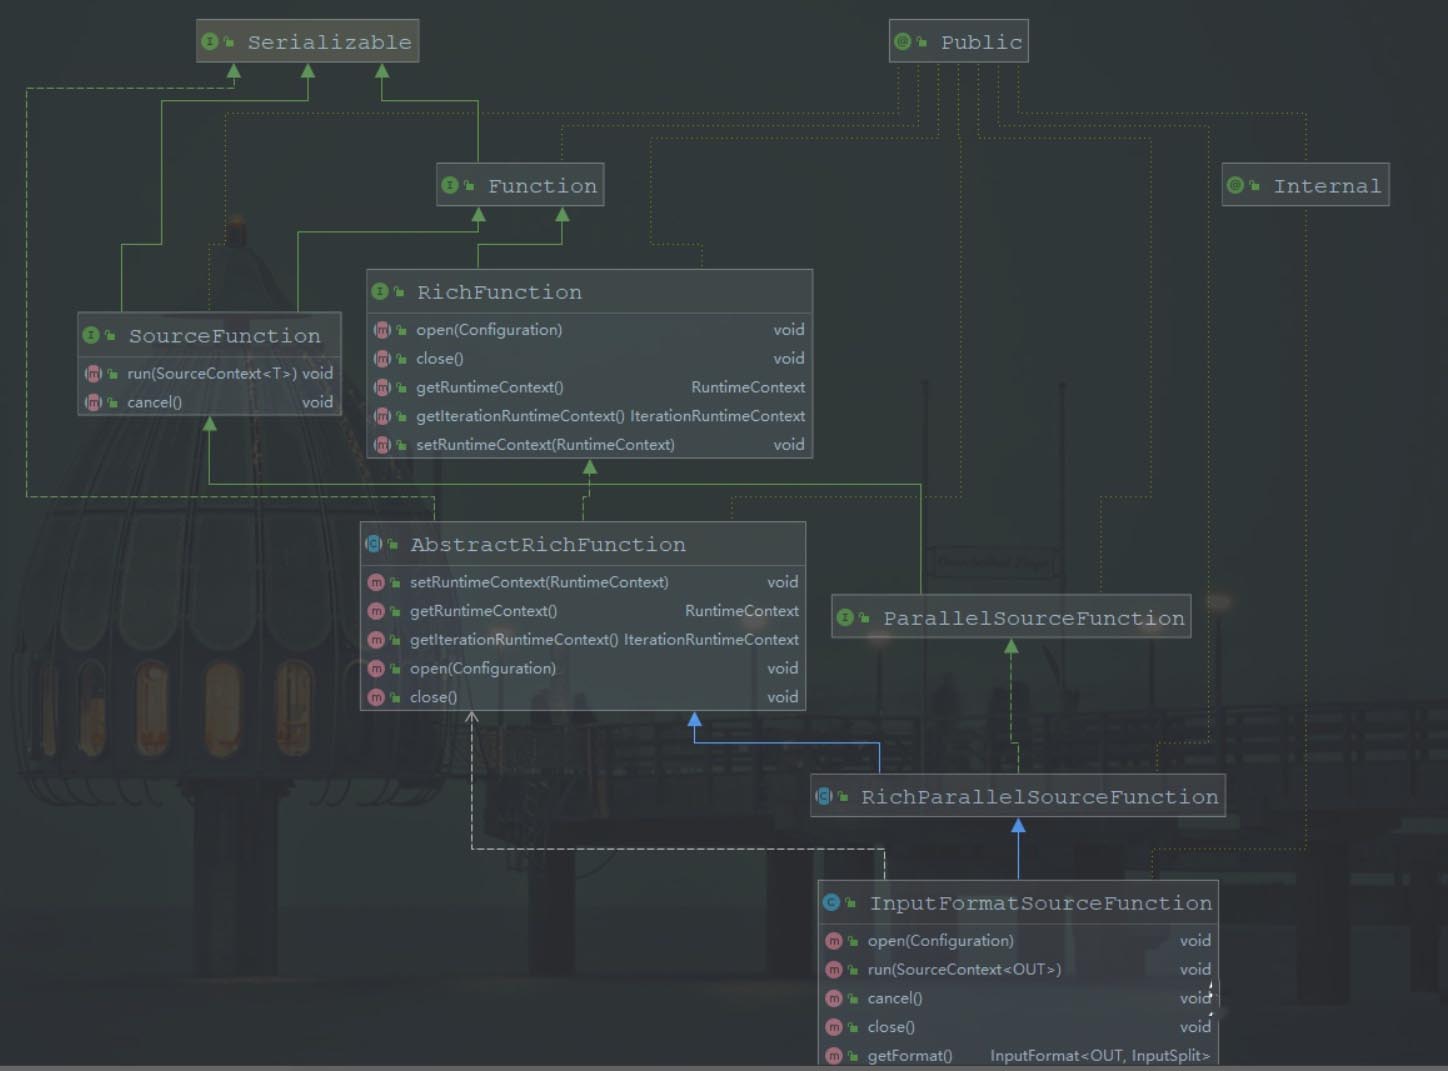 Serializable
Public
Function
Internal
RichFunction
open(Configuration) void
close() void
getRuntimeContext() RuntimeContext
getIterationRuntimeContext() IterationRuntimeContext
setRuntimeContext(RuntimeContext) void
SourceFunction
run(SourceContext<T>) void
cancel() void
AbstractRichFunction
setRuntimeContext(RuntimeContext) void
getRuntimeContext() RuntimeContext
getIterationRuntimeContext() IterationRuntimeContext
open(Configuration) void
close() void
ParallelSourceFunction
RichParallelSourceFunction
InputFormatSourceFunction
open(Configuration) void
run(SourceContext<OUT>) void
cancel() void
close() void
getFormat() InputFormat<OUT, InputSplit>